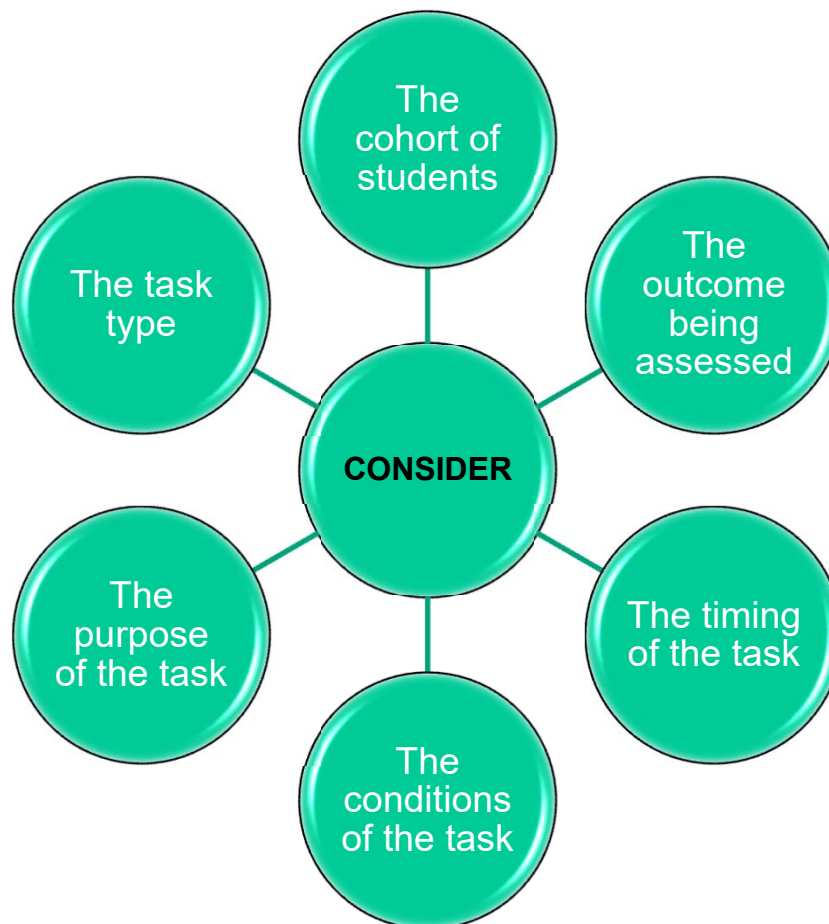 The
cohort of
students
The
outcome
being
assessed
The timing
of the task
The
conditions
of the task
The
purpose
of the task
The task
type
CONSIDER